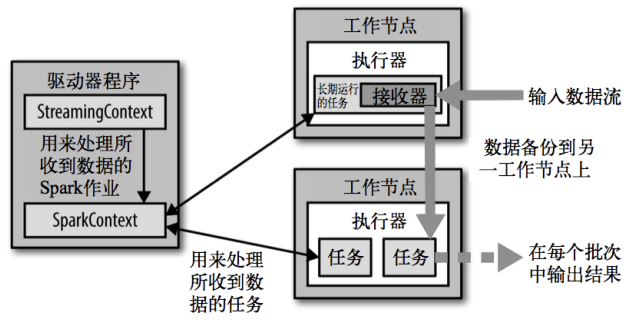 驱动器程序
StreamingContext
用来处理所
收到数据的
Spark作业
SparkContext
工作节点
执行器
长期运行
的任务
接收器
输入数据流
数据备份到另
一工作节点上
工作节点
执行器
任务
任务
用来处理
所收到数
据的任务
在每个批次
中输出结果